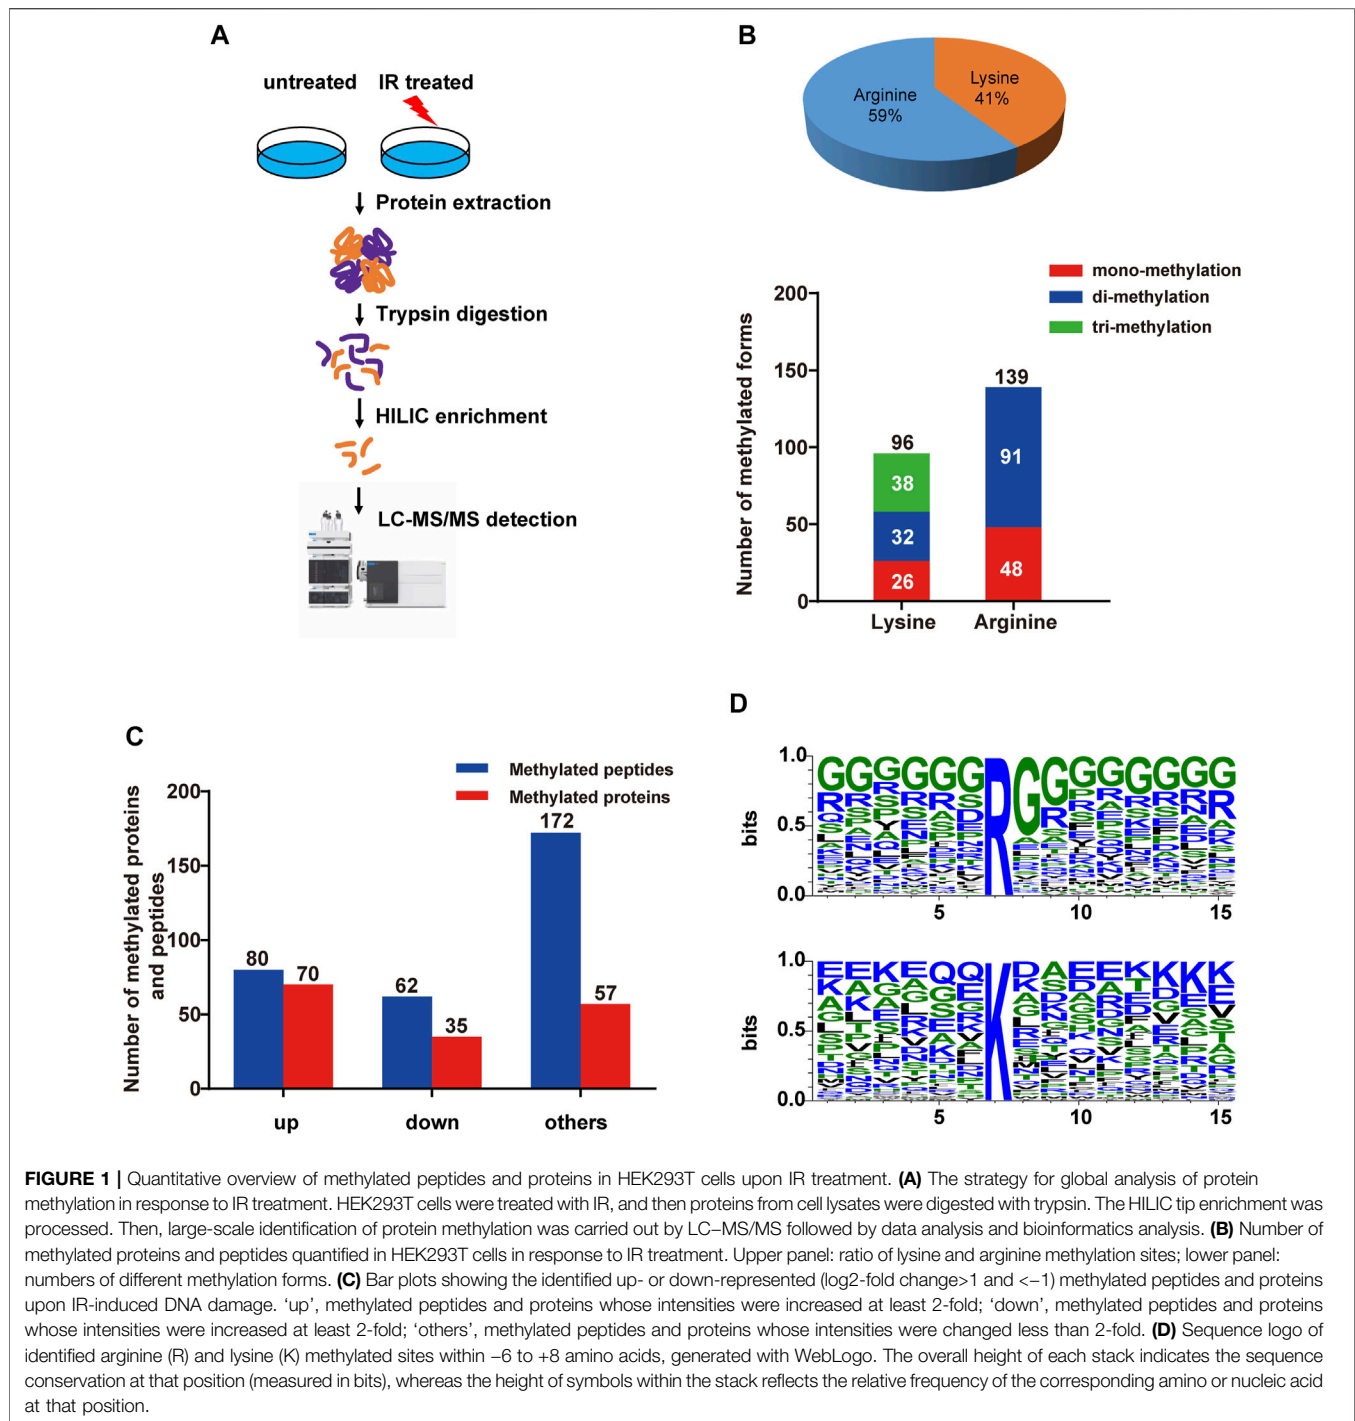 A
untreated IR treated
Protein extraction
Trypsin digestion
HILIC enrichment
LC-MS/MS detection
B
Lysine
41%
Arginine
59%
mono-methylation
di-methylation
tri-methylation
Number of methylated forms
200
150
100
50
0
96
38
32
26
139
91
48
Lysine Arginine
C
Methylated peptides
Methylated proteins
Number of methylated proteins
and peptides
200
150
100
50
0
80
70
62
35
172
57
up down others
D
bits
1.0
0.5
0.0
5 10 15
bits
1.0
0.5
0.0
5 10 15
FIGURE 1 | Quantitative overview of methylated peptides and proteins in HEK293T cells upon IR treatment. (A) The strategy for global analysis of protein
methylation in response to IR treatment. HEK293T cells were treated with IR, and then proteins from cell lysates were digested with trypsin. The HILIC tip enrichment was
processed. Then, large-scale identification of protein methylation was carried out by LC–MS/MS followed by data analysis and bioinformatics analysis. (B) Number of
methylated proteins and peptides quantified in HEK293T cells in response to IR treatment. Upper panel: ratio of lysine and arginine methylation sites; lower panel:
numbers of different methylation forms. (C) Bar plots showing the identified up- or down-represented (log2-fold change>1 and <−1) methylated peptides and proteins
upon IR-induced DNA damage. ‘up’, methylated peptides and proteins whose intensities were increased at least 2-fold; ‘down’, methylated peptides and proteins
whose intensities were increased at least 2-fold; ‘others’, methylated peptides and proteins whose intensities were changed less than 2-fold. (D) Sequence logo of
identified arginine (R) and lysine (K) methylated sites within −6 to +8 amino acids, generated with WebLogo. The overall height of each stack indicates the sequence
conservation at that position (measured in bits), whereas the height of symbols within the stack reflects the relative frequency of the corresponding amino or nucleic acid
at that position.